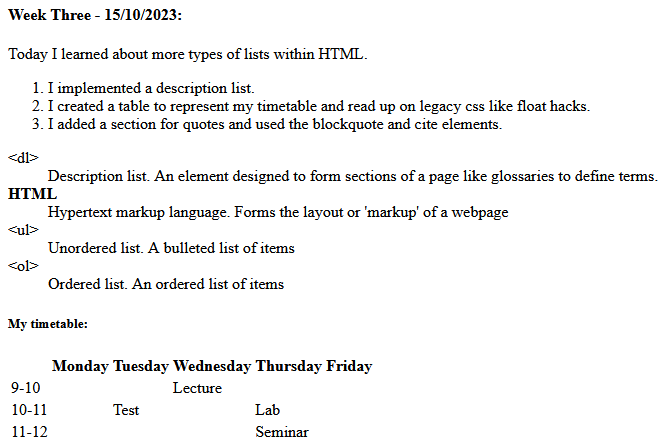 Week Three - 15/10/2023:
Today I learned about more types of lists within HTML.
1. I implemented a description list.
2. I created a table to represent my timetable and read up on legacy css like float hacks.
3. I added a section for quotes and used the blockquote and cite elements.
<dl>
Description list. An element designed to form sections of a page like glossaries to define terms.
HTML
Hypertext markup language. Forms the layout or 'markup' of a webpage
<ul>
Unordered list. A bulleted list of items
<ol>
Ordered list. An ordered list of items
My timetable:
Monday Tuesday Wednesday Thursday Friday
9-10 Lecture
10-11 Test Lab
11-12 Seminar